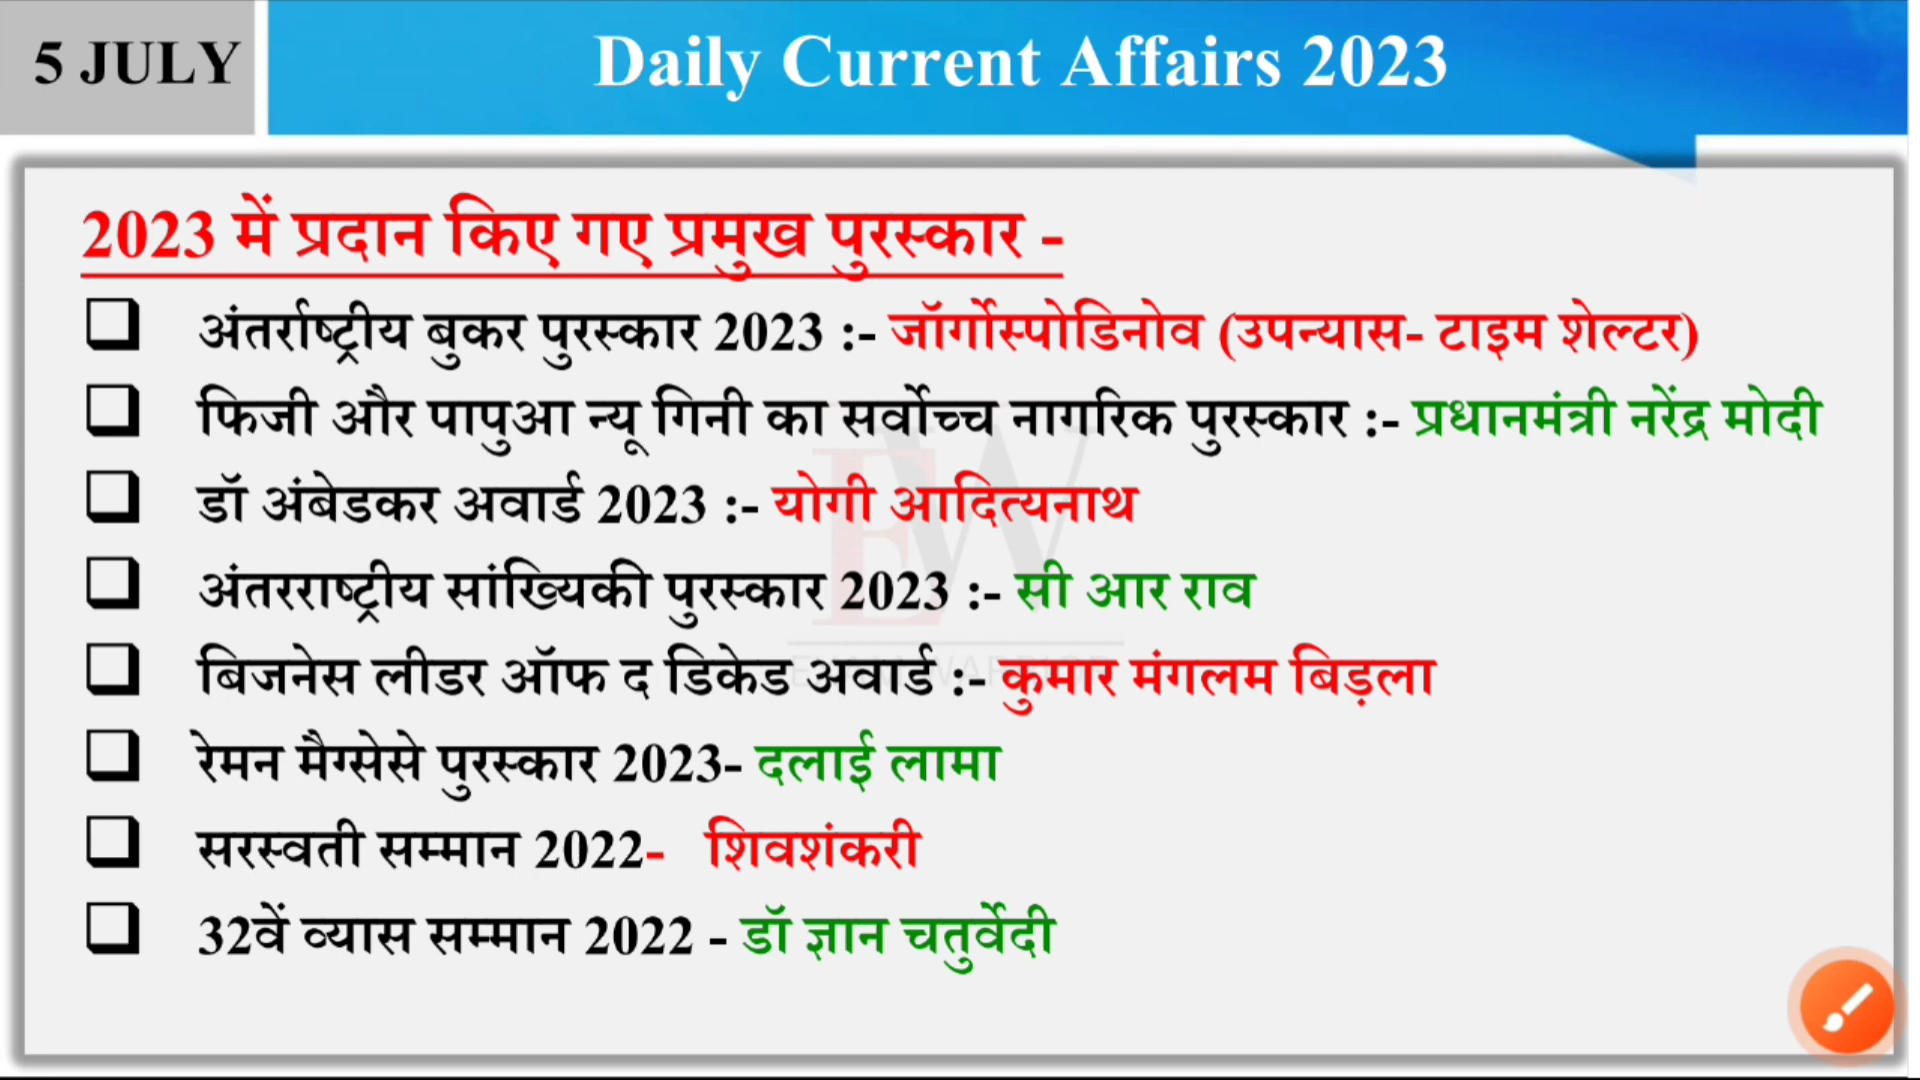 5 JULY
Daily Current Affairs 2023
2023 में प्रदान किए गए प्रमुख पुरस्कार -
अंतर्राष्ट्रीय बुकर पुरस्कार 2023 :- जॉर्गोस्पोडिनोव (उपन्यास- टाइम शेल्टर)
फिजी और पापुआ न्यू गिनी का सर्वोच्च नागरिक पुरस्कार :- प्रधानमंत्री नरेंद्र मोदी
डॉ अंबेडकर अवार्ड 2023 :- योगी आदित्यनाथ
अंतरराष्ट्रीय सांख्यिकी पुरस्कार 2023 :- सी आर राव
बिजनेस लीडर ऑफ द डिकेड अवार्ड :- कुमार मंगलम बिड़ला
रेमन मैग्सेसे पुरस्कार 2023- दलाई लामा
सरस्वती सम्मान 2022- शिवशंकरी
32वें व्यास सम्मान 2022 - डॉ ज्ञान चतुर्वेदी
EW